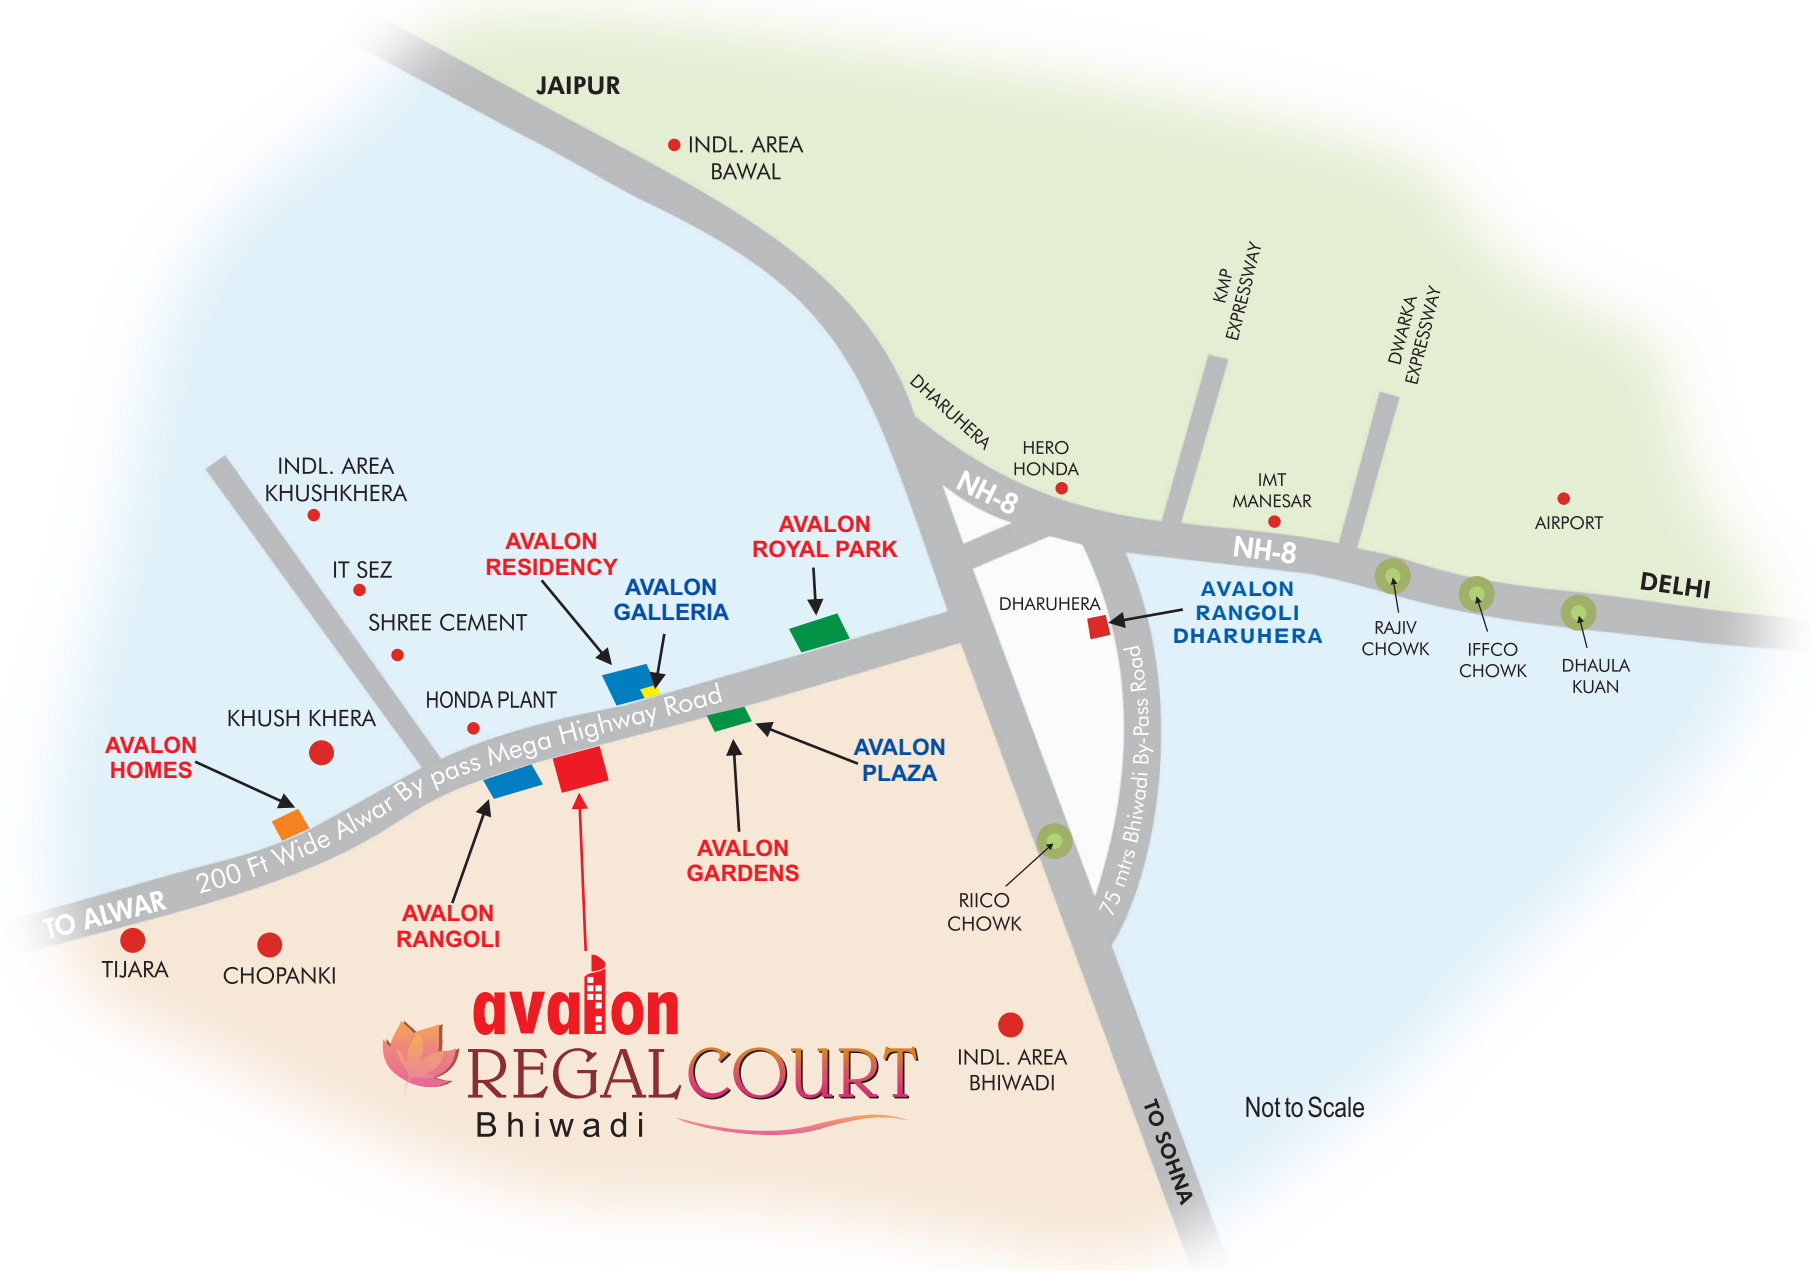 JAIPUR
INDL. AREA
BAWAL
KMP
EXPRESSWAY
DWARKA
EXPRESSWAY
DHARUHERA
HERO
HONDA
NH-8
IMT
MANESAR
NH-8
AIRPORT
DELHI
INDL. AREA
KHUSHKHERA
IT SEZ
SHREE CEMENT
HONDA PLANT
KHUSH KHERA
AVALON
HOMES
AVALON
RESIDENCY
AVALON
GALLERIA
AVALON
ROYAL PARK
DHARUHERA
AVALON
RANGOLI
DHARUHERA
RAJIV
CHOWK
IFFCO
CHOWK
DHAULA
KUAN
75 mtrs Bhiwadi By-Pass Road
AVALON
PLAZA
AVALON
GARDENS
AVALON
RANGOLI
TO ALWAR
200 Ft Wide Alwar By pass Mega Highway Road
TIJARA
CHOPANKI
RIICO
CHOWK
avalon
REGAL COURT
Bhiwadi
INDL. AREA
BHIWADI
TO SOHNA
Not to Scale